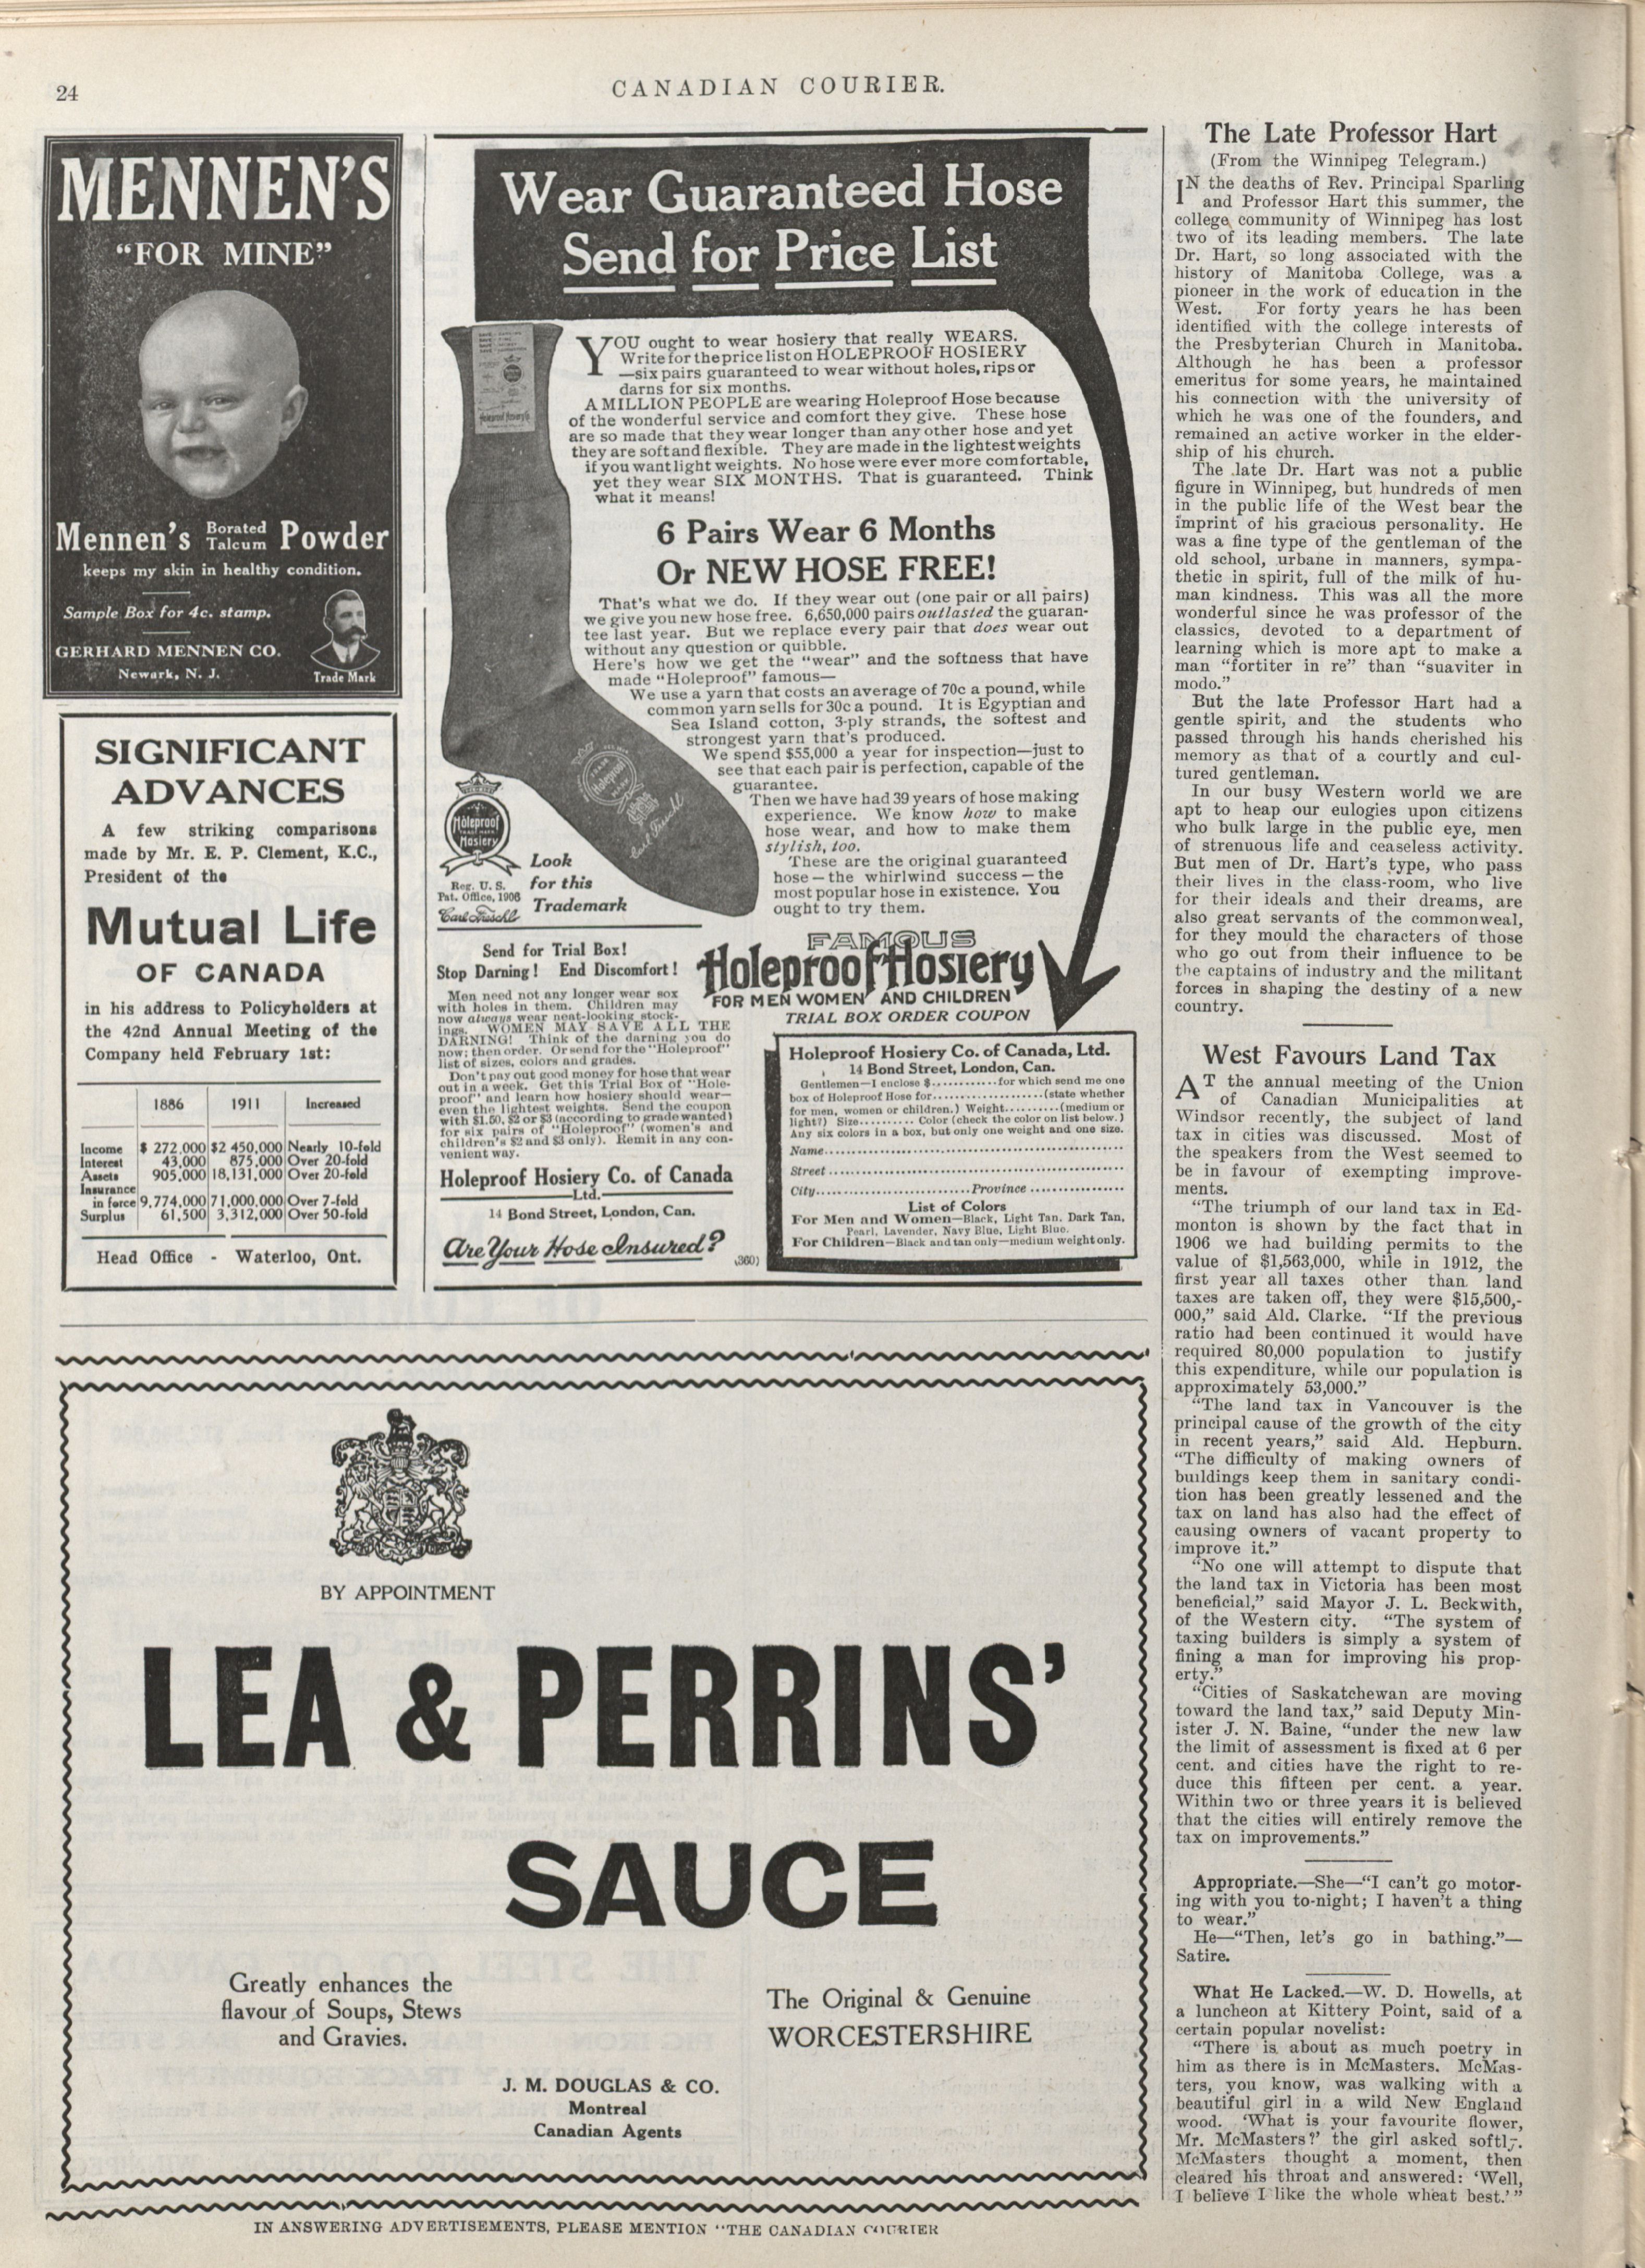 24
CANADIAN COURIER.
MENNEN'S
"FOR MINE"
Mennen's Borated Talcum Powder
keeps my skin in healthy condition.
Sample Box for 4c. stamp.
GERHARD MENNEN CO.
Newark, N. J.
Trade Mark
SIGNIFICANT
ADVANCES
A few striking comparisons
made by Mr. E. P. Clement, K.C.,
President of the
Mutual Life
OF CANADA
in his address to Policyholders at
the 42nd Annual Meeting of the
Company held February 1st:
1886 1911 Increased
Income $ 272,000 $2 450,000 Nearly 10-fold
Interest 43,000 875,000 Over 20-fold
Assets 905,000 18,131,000 Over 20-fold
Insurance
in force 9,774,000 71,000,000 Over 7-fold
Surplus 61,500 3,312,000 Over 50-fold
Head Office - Waterloo, Ont.
Wear Guaranteed Hose
Send for Price List
YOU ought to wear hosiery that really WEARS.
Write for the price list on HOLEPROOF HOSIERY
—six pairs guaranteed to wear without holes, rips or
darns for six months.
A MILLION PEOPLE are wearing Holeproof Hose because
of the wonderful service and comfort they give. These hose
are so made that they wear longer than any other hose and yet
they are soft and flexible. They are made in the lightest weights
if you want light weights. No hose were ever more comfortable,
yet they wear SIX MONTHS. That is guaranteed. Think
what it means!
6 Pairs Wear 6 Months
Or NEW HOSE FREE!
That's what we do. If they wear out (one pair or all pairs)
we give you new hose free. 6,650,000 pairs outlasted the guaran-
tee last year. But we replace every pair that does wear out
without any question or quibble.
Here's how we get the "wear" and the softness that have
made "Holeproof" famous—
We use a yarn that costs an average of 70c a pound, while
common yarn sells for 30c a pound. It is Egyptian and
Sea Island cotton, 3-ply strands, the softest and
strongest yarn that's produced.
We spend $55,000 a year for inspection—just to
see that each pair is perfection, capable of the
guarantee.
Then we have had 39 years of hose making
experience. We know how to make
hose wear, and how to make them
stylish, too.
These are the original guaranteed
hose—the whirlwind success—the
most popular hose in existence. You
ought to try them.
Holeproof
Hosiery
Reg. U. S.
Pat. Office, 1906
Carl Freschl
Look
for this
Trademark
Send for Trial Box!
Stop Darning! End Discomfort!
Men need not any longer wear sox
with holes in them. Children may
now always wear neat-looking stock-
ings. WOMEN MAY SAVE ALL THE
DARNING! Think of the darning you do
now; then order. Or send for the "Holeproof"
list of sizes, colors and grades.
Don't pay out good money for hose that wear
out in a week. Get this Trial Box of "Hole-
proof" and learn how hosiery should wear—
even the lightest weights. Send the coupon
with $1.50, $2 or $3 (according to grade wanted)
for six pairs of "Holeproof" (women's and
children's $2 and $3 only). Remit in any con-
venient way.
Holeproof Hosiery Co. of Canada
Ltd.
14 Bond Street, London, Can.
Are Your Hose Insured?
(360)
FAMOUS
Holeproof Hosiery
FOR MEN WOMEN AND CHILDREN
TRIAL BOX ORDER COUPON
Holeproof Hosiery Co. of Canada, Ltd.
14 Bond Street, London, Can.
Gentlemen—I enclose $............for which send me one
box of Holeproof Hose for....................(state whether
for men, women or children.) Weight..........(medium or
light?) Size.......... Color (check the color on list below.)
Any six colors in a box, but only one weight and one size.
Name
Street
City............................Province
List of Colors
For Men and Women—Black, Light Tan, Dark Tan,
Pearl, Lavender, Navy Blue, Light Blue.
For Children—Black and tan only—medium weight only.
BY APPOINTMENT
LEA & PERRINS'
SAUCE
Greatly enhances the
flavour of Soups, Stews
and Gravies.
The Original & Genuine
WORCESTERSHIRE
J. M. DOUGLAS & CO.
Montreal
Canadian Agents
The Late Professor Hart
(From the Winnipeg Telegram.)
IN the deaths of Rev. Principal Sparling
and Professor Hart this summer, the
college community of Winnipeg has lost
two of its leading members. The late
Dr. Hart, so long associated with the
history of Manitoba College, was a
pioneer in the work of education in the
West. For forty years he has been
identified with the college interests of
the Presbyterian Church in Manitoba.
Although he has been a professor
emeritus for some years, he maintained
his connection with the university of
which he was one of the founders, and
remained an active worker in the elder-
ship of his church.
The late Dr. Hart was not a public
figure in Winnipeg, but hundreds of men
in the public life of the West bear the
imprint of his gracious personality. He
was a fine type of the gentleman of the
old school, urbane in manners, sympa-
thetic in spirit, full of the milk of hu-
man kindness. This was all the more
wonderful since he was professor of the
classics, devoted to a department of
learning which is more apt to make a
man "fortiter in re" than "suaviter in
modo."
But the late Professor Hart had a
gentle spirit, and the students who
passed through his hands cherished his
memory as that of a courtly and cul-
tured gentleman.
In our busy Western world we are
apt to heap our eulogies upon citizens
who bulk large in the public eye, men
of strenuous life and ceaseless activity.
But men of Dr. Hart's type, who pass
their lives in the class-room, who live
for their ideals and their dreams, are
also great servants of the commonweal,
for they mould the characters of those
who go out from their influence to be
the captains of industry and the militant
forces in shaping the destiny of a new
country.
West Favours Land Tax
AT the annual meeting of the Union
of Canadian Municipalities at
Windsor recently, the subject of land
tax in cities was discussed. Most of
the speakers from the West seemed to
be in favour of exempting improve-
ments.
"The triumph of our land tax in Ed-
monton is shown by the fact that in
1906 we had building permits to the
value of $1,563,000, while in 1912, the
first year all taxes other than land
taxes are taken off, they were $15,500,-
000," said Ald. Clarke. "If the previous
ratio had been continued it would have
required 80,000 population to justify
this expenditure, while our population is
approximately 53,000."
"The land tax in Vancouver is the
principal cause of the growth of the city
in recent years," said Ald. Hepburn.
"The difficulty of making owners of
buildings keep them in sanitary condi-
tion has been greatly lessened and the
tax on land has also had the effect of
causing owners of vacant property to
improve it."
"No one will attempt to dispute that
the land tax in Victoria has been most
beneficial," said Mayor J. L. Beckwith,
of the Western city. "The system of
taxing builders is simply a system of
fining a man for improving his prop-
erty."
"Cities of Saskatchewan are moving
toward the land tax," said Deputy Min-
ister J. N. Baine, "under the new law
the limit of assessment is fixed at 6 per
cent. and cities have the right to re-
duce this fifteen per cent. a year.
Within two or three years it is believed
that the cities will entirely remove the
tax on improvements."
Appropriate.—She—"I can't go motor-
ing with you to-night; I haven't a thing
to wear."
He—"Then, let's go in bathing."—
Satire.
What He Lacked.—W. D. Howells, at
a luncheon at Kittery Point, said of a
certain popular novelist:
"There is about as much poetry in
him as there is in McMasters. McMas-
ters, you know, was walking with a
beautiful girl in a wild New England
wood. 'What is your favourite flower,
Mr. McMasters?' the girl asked softly.
McMasters thought a moment, then
cleared his throat and answered: 'Well,
I believe I like the whole wheat best.'"
IN ANSWERING ADVERTISEMENTS, PLEASE MENTION "THE CANADIAN COURIER